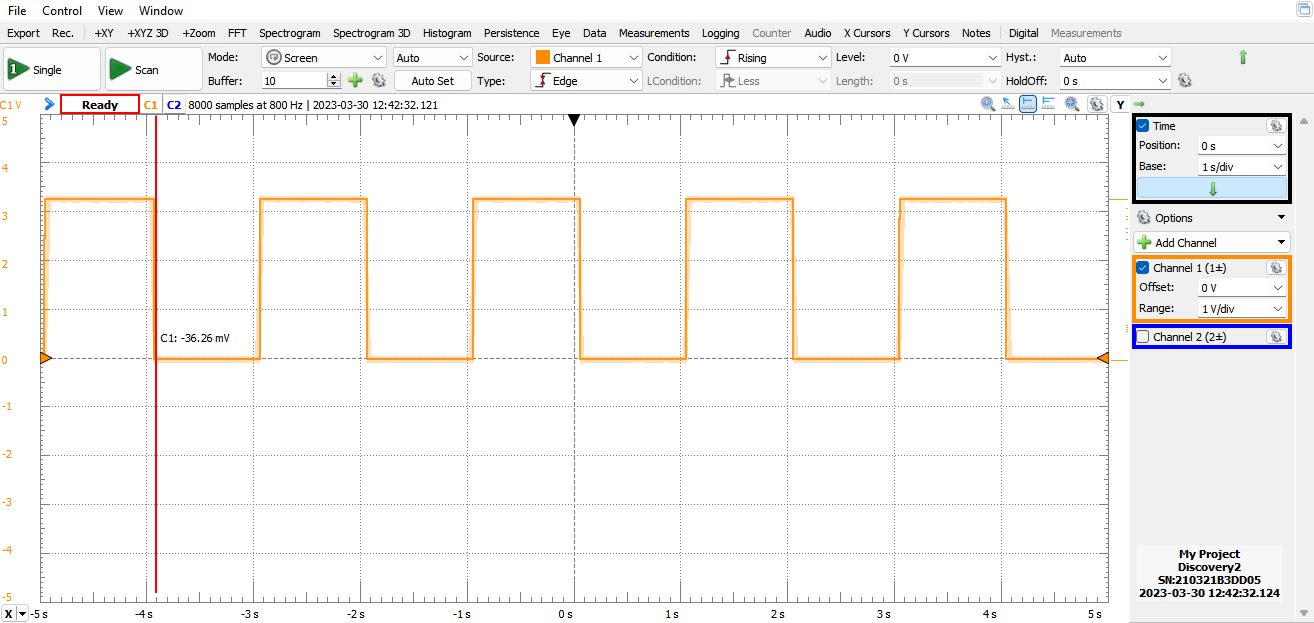 File Control View Window
Export Rec. +XY +XYZ 3D +Zoom FFT Spectrogram Spectrogram 3D Histogram Persistence Eye Data Measurements Logging Counter Audio X Cursors Y Cursors Notes Digital Measurements
1 Single Scan Mode: Screen Auto Source: Channel 1 Condition: Rising Level: 0 V Hyst.: Auto
Buffer: 10 Auto Set Type: Edge LCondition: Less Length: 0 s HoldOff: 0 s
C1 V Ready C1 C2 8000 samples at 800 Hz | 2023-03-30 12:42:32.121 Y
5
4
3
2
1
0
-1
-2
-3
-4
-5
C1: -36.26 mV
X -5 s -4 s -3 s -2 s -1 s 0 s 1 s 2 s 3 s 4 s 5 s
Time
Position: 0 s
Base: 1 s/div
Options
Add Channel
Channel 1 (1±)
Offset: 0 V
Range: 1 V/div
Channel 2 (2±)
My Project
Discovery2
SN:210321B3DD05
2023-03-30 12:42:32.124